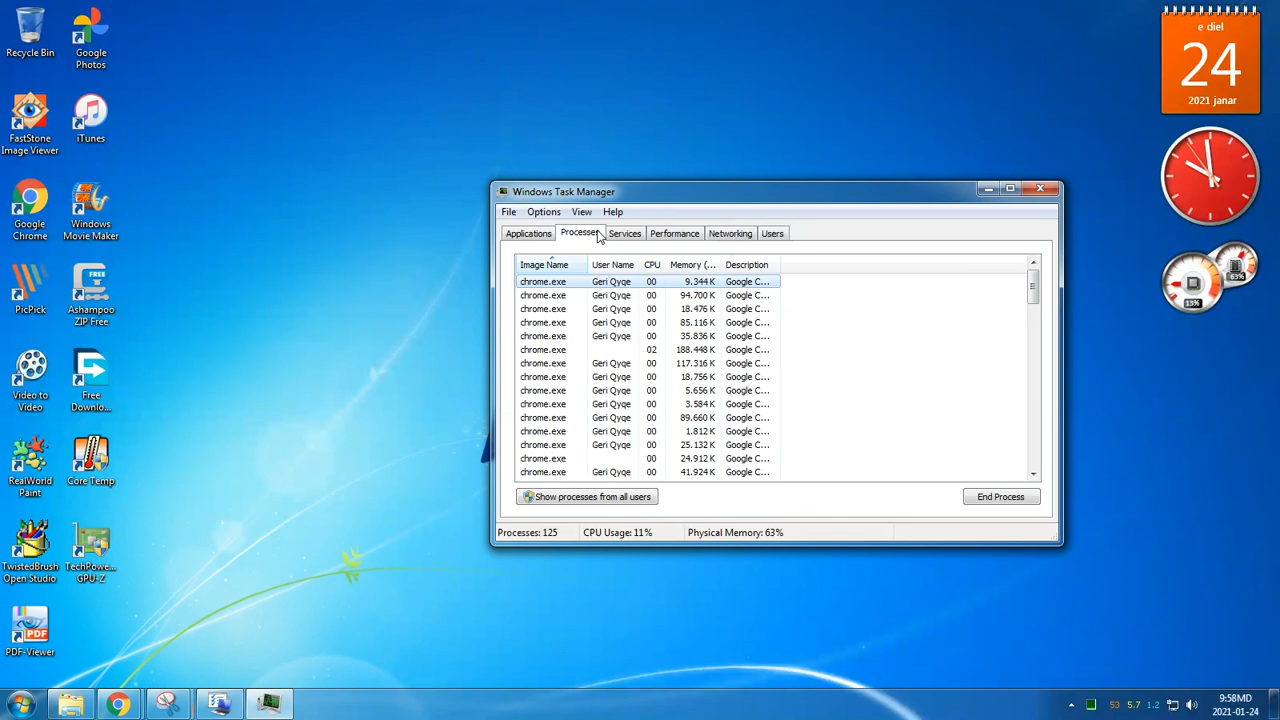 Recycle Bin
Google
Photos
FastStone
Image Viewer
iTunes
Google
Chrome
Windows
Movie Maker
PicPick
Ashampoo
ZIP Free
Video to
Video
Free
Downlo...
RealWorld
Paint
Core Temp
TwistedBrush
Open Studio
TechPowe...
GPU-Z
PDF
PDF-Viewer
e diel
24
2021 janar
13%
63%
Windows Task Manager
File Options View Help
Applications Processes Services Performance Networking Users
Image Name User Name CPU Memory (... Description
chrome.exe Geri Qyqe 00 9.344 K Google C...
chrome.exe Geri Qyqe 00 94.700 K Google C...
chrome.exe Geri Qyqe 00 18.476 K Google C...
chrome.exe Geri Qyqe 00 85.116 K Google C...
chrome.exe Geri Qyqe 00 35.836 K Google C...
chrome.exe 02 188.448 K Google C...
chrome.exe Geri Qyqe 00 117.316 K Google C...
chrome.exe Geri Qyqe 00 18.756 K Google C...
chrome.exe Geri Qyqe 00 5.656 K Google C...
chrome.exe Geri Qyqe 00 3.584 K Google C...
chrome.exe Geri Qyqe 00 89.660 K Google C...
chrome.exe Geri Qyqe 00 1.812 K Google C...
chrome.exe Geri Qyqe 00 25.132 K Google C...
chrome.exe 00 24.912 K Google C...
chrome.exe Geri Qyqe 00 41.924 K Google C...
Show processes from all users End Process
Processes: 125 CPU Usage: 11% Physical Memory: 63%
53 5.7 1.2
9:58MD
2021-01-24